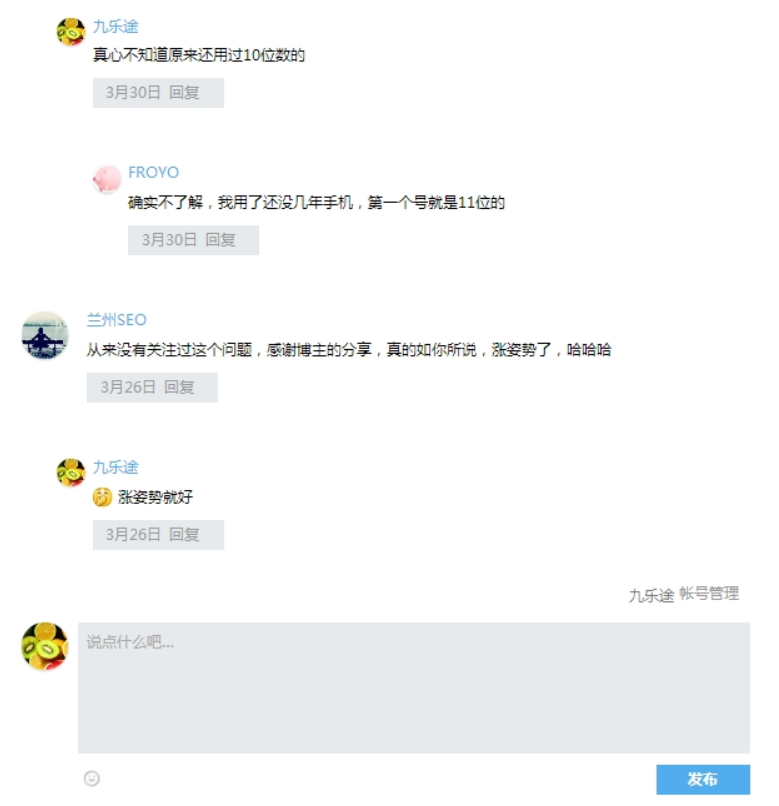 九乐途
真心不知道原来还用过10位数的
3月30日 回复
FROYO
确实不了解，我用了还没几年手机，第一个号就是11位的
3月30日 回复
兰州SEO
从来没有关注过这个问题，感谢博主的分享，真的如你所说，涨姿势了，哈哈哈
3月26日 回复
九乐途
涨姿势就好
3月26日 回复
九乐途 帐号管理
说点什么吧...
发布